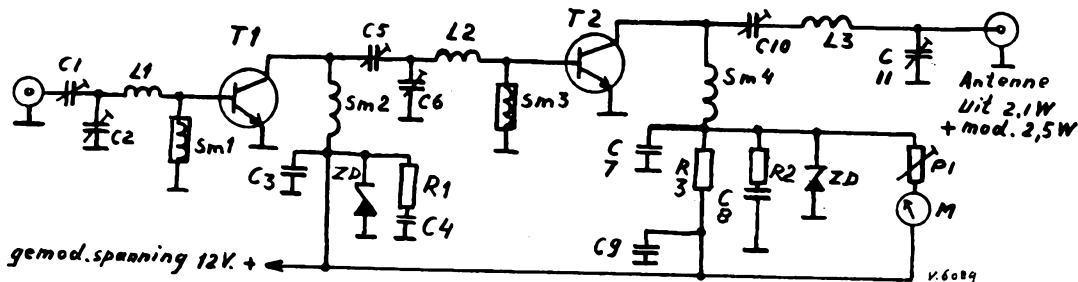 T1
C5
L2
T2
C10
L3
C
11
Antenne
uit 2,1W
+ mod. 2,5W
C1
L1
C2
Sm1
Sm2
C6
Sm3
Sm4
C3
ZD
R1
C4
C
7
R
3
R2
C
8
ZD
P1
M
C9
gemod. spanning 12V. +
V.6089